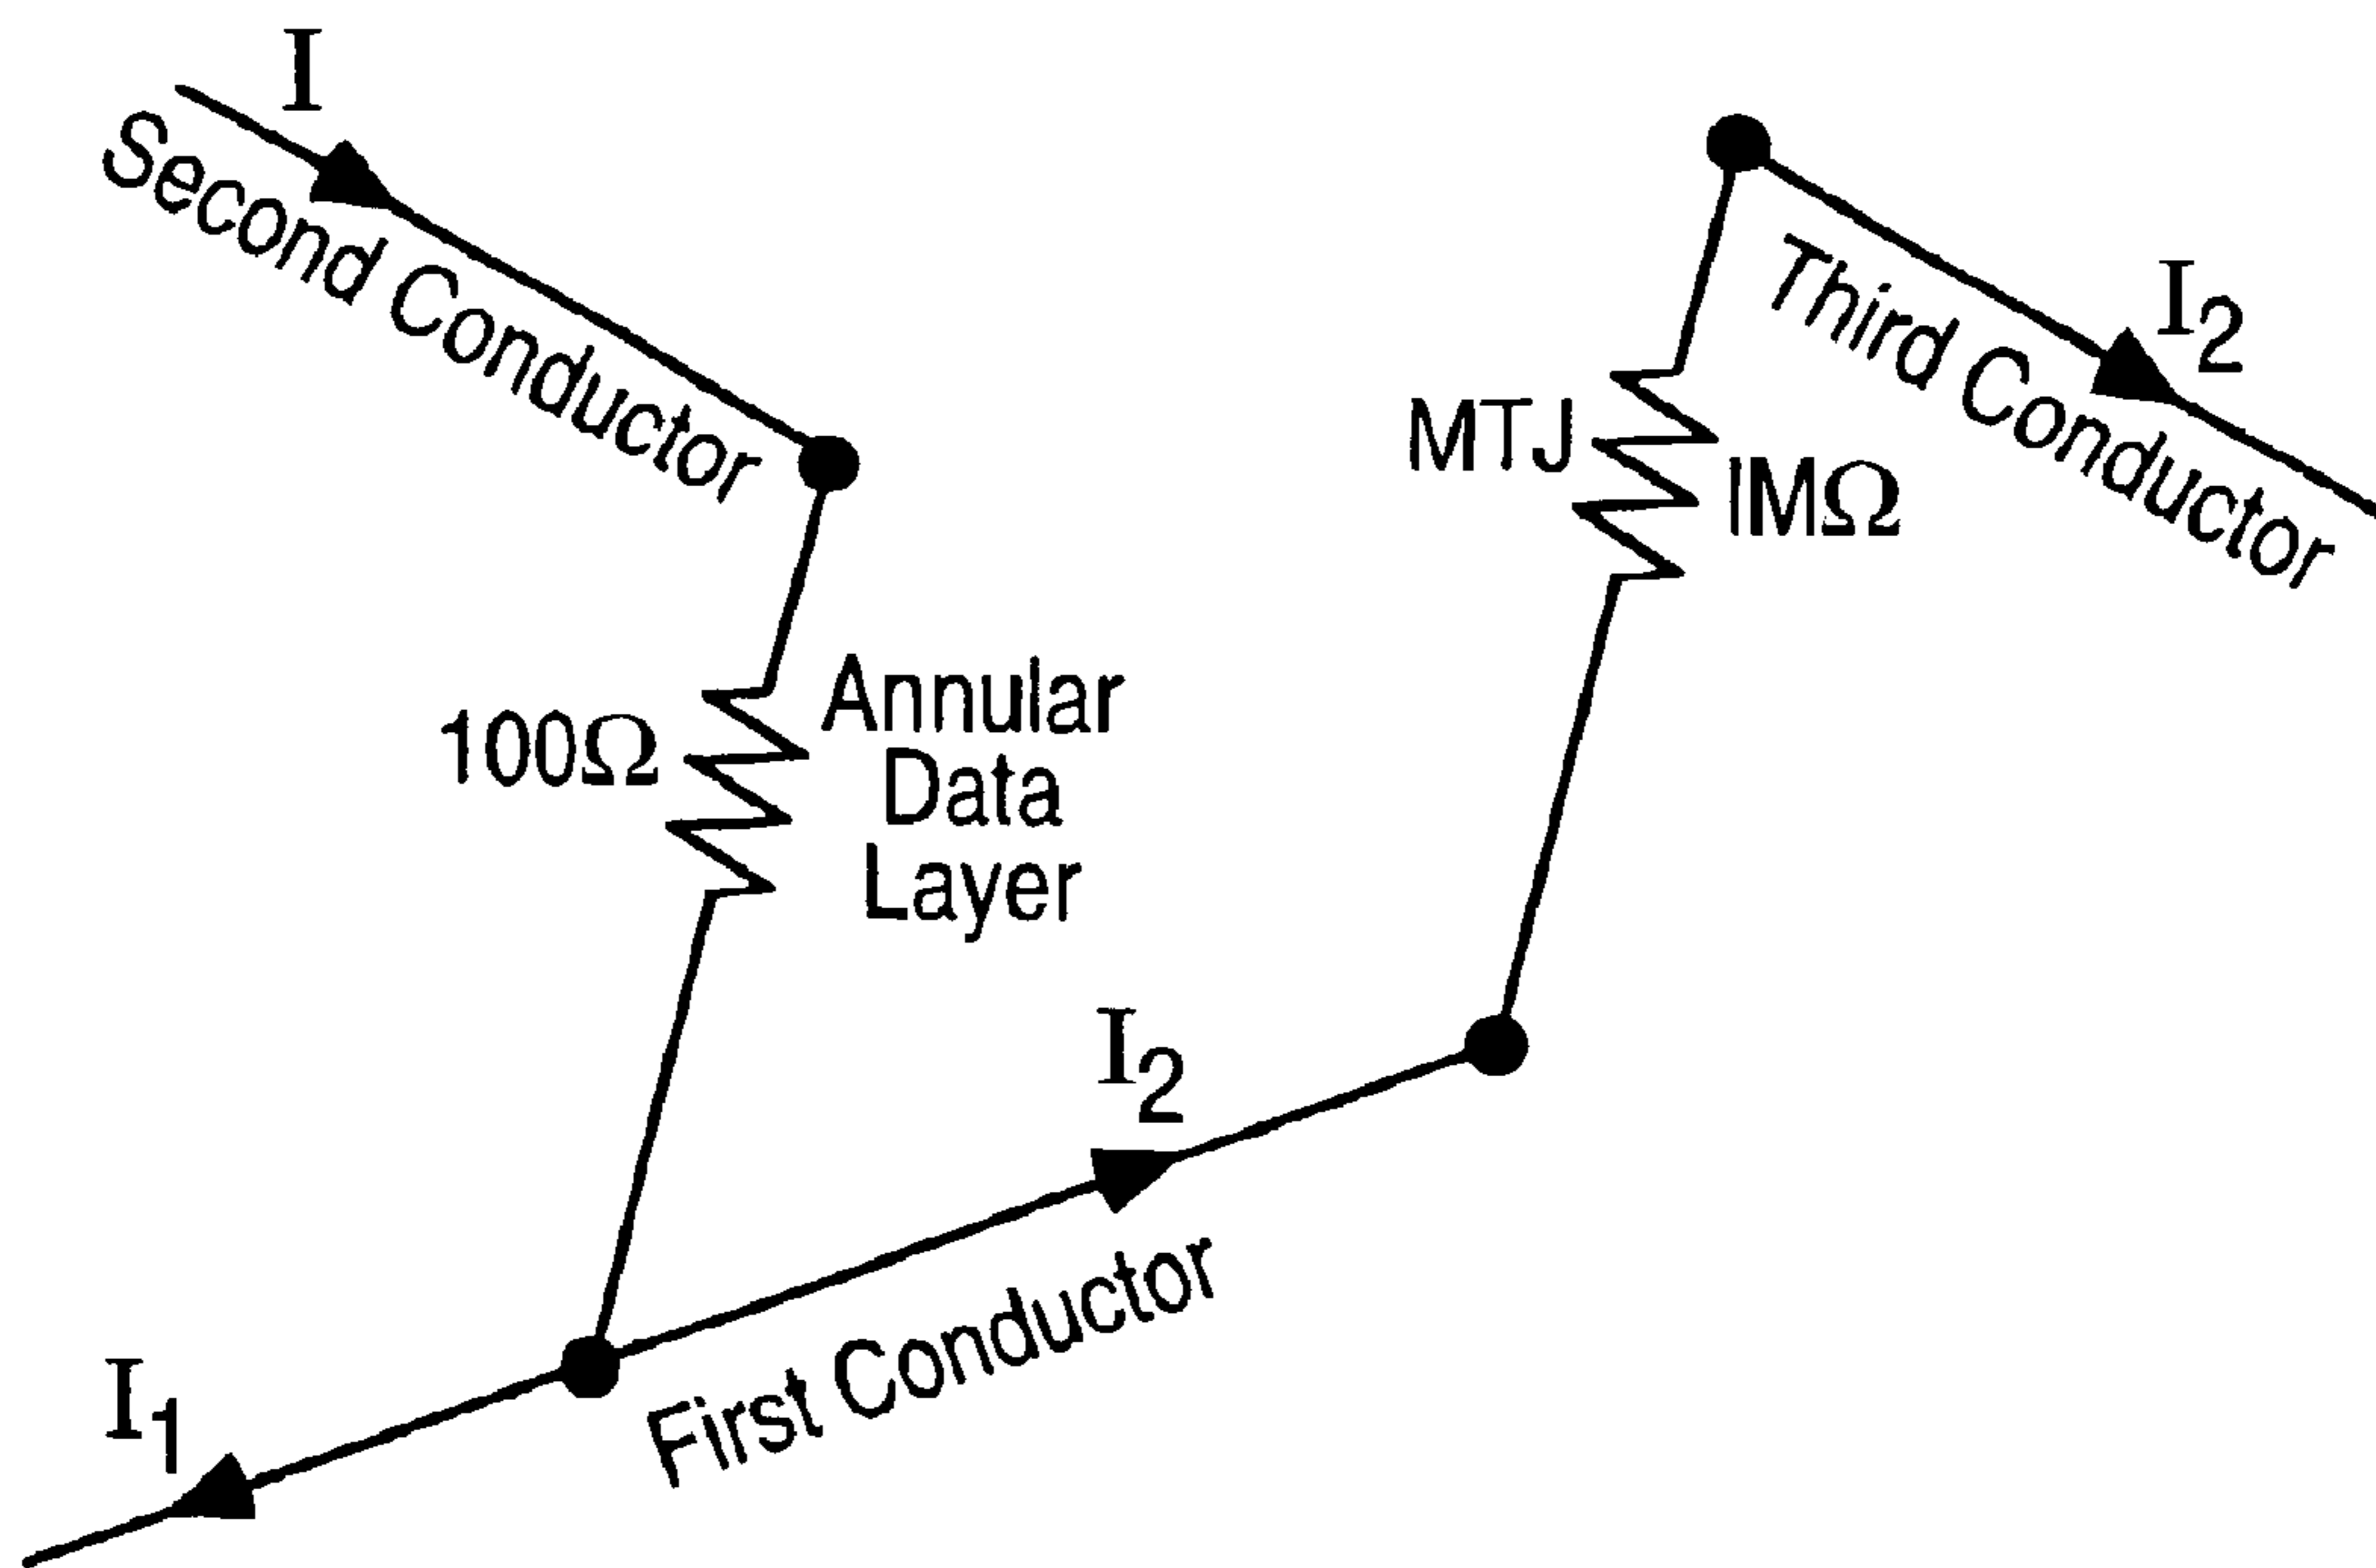 I
Second Conductor
I2
Third Conductor
MTJ
IMΩ
100Ω
Annular
Data
Layer
I2
First Conductor
I1